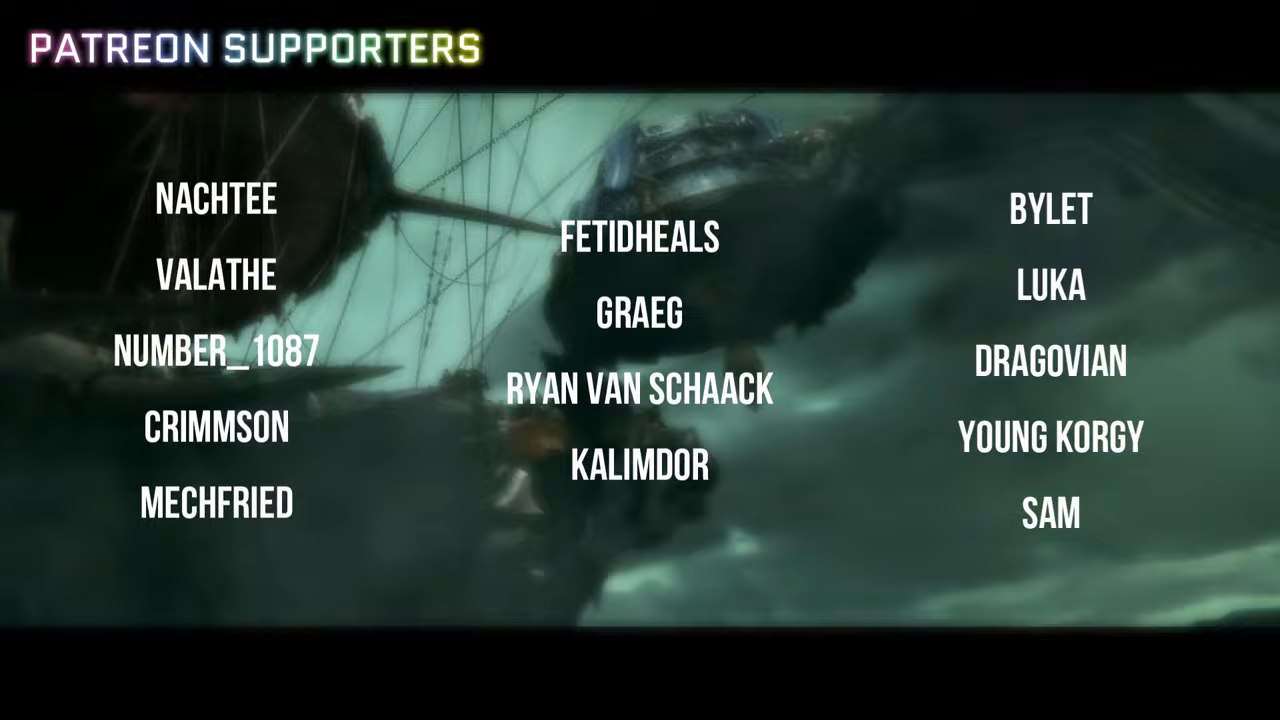 PATREON SUPPORTERS
NACHTEE
VALATHE
NUMBER_1087
CRIMMSON
MECHFRIED
FETIDHEALS
GRAEG
RYAN VAN SCHAACK
KALIMDOR
BYLET
LUKA
DRAGOVIAN
YOUNG KORGY
SAM